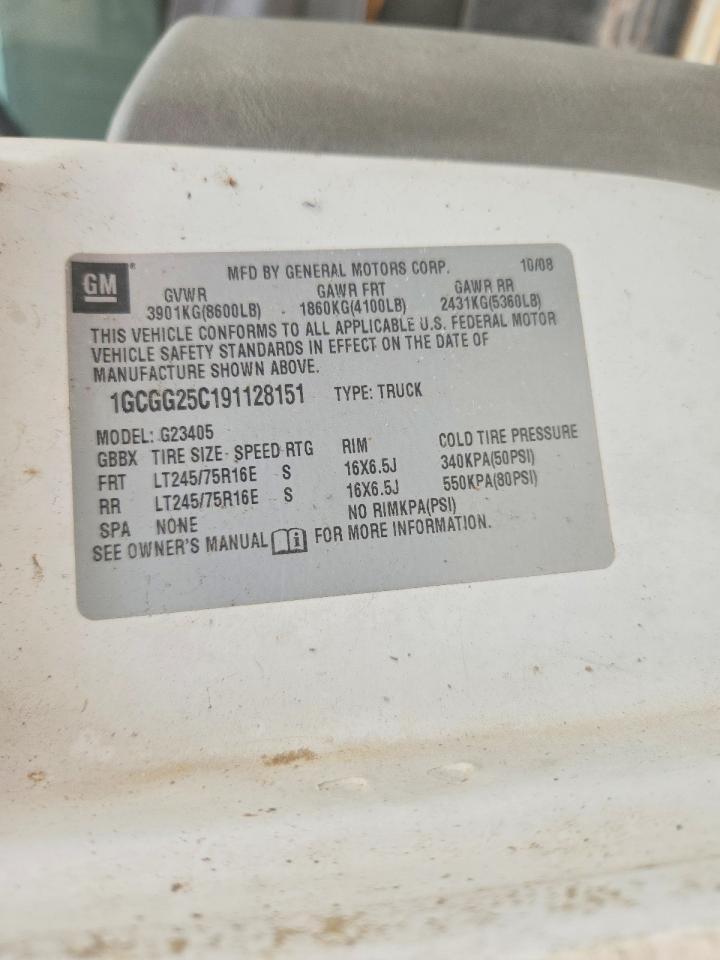 GM MFD BY GENERAL MOTORS CORP. 10/08
GVWR GAWR FRT GAWR RR
3901KG(8600LB) 1860KG(4100LB) 2431KG(5360LB)
THIS VEHICLE CONFORMS TO ALL APPLICABLE U.S. FEDERAL MOTOR
VEHICLE SAFETY STANDARDS IN EFFECT ON THE DATE OF
MANUFACTURE SHOWN ABOVE.
1GCGG25C191128151 TYPE: TRUCK
MODEL: G23405
GBBX TIRE SIZE SPEED RTG RIM COLD TIRE PRESSURE
FRT LT245/75R16E S 16X6.5J 340KPA(50PSI)
RR LT245/75R16E S 16X6.5J 550KPA(80PSI)
SPA NONE NO RIMKPA(PSI)
SEE OWNER'S MANUAL i FOR MORE INFORMATION.